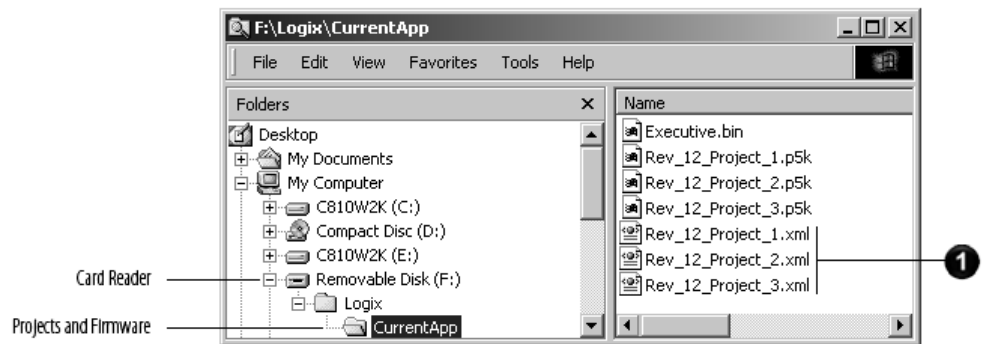 F:\Logix\CurrentApp
File Edit View Favorites Tools Help
Folders
Name
Desktop
My Documents
My Computer
C810W2K (C:)
Compact Disc (D:)
C810W2K (E:)
Card Reader
Removable Disk (F:)
Logix
Projects and Firmware
CurrentApp
Executive.bin
Rev_12_Project_1.p5k
Rev_12_Project_2.p5k
Rev_12_Project_3.p5k
Rev_12_Project_1.xml
Rev_12_Project_2.xml
Rev_12_Project_3.xml
1